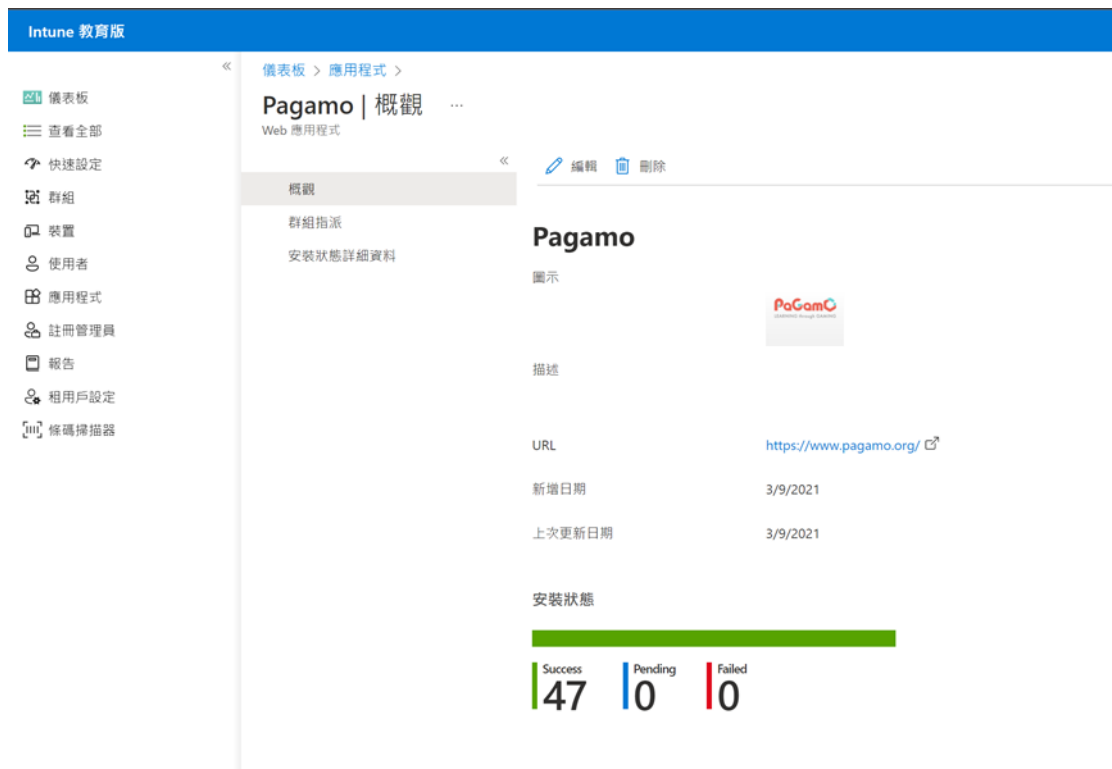 Intune 教育版
«
儀表板
查看全部
快速設定
群組
裝置
使用者
應用程式
註冊管理員
報告
租用戶設定
條碼掃描器
儀表板 > 應用程式 >
Pagamo | 概觀 ...
Web 應用程式
«
概觀
群組指派
安裝狀態詳細資料
編輯 刪除
Pagamo
圖示
PaGamO
LEARNING through GAMING
描述
URL https://www.pagamo.org/
新增日期 3/9/2021
上次更新日期 3/9/2021
安裝狀態
Success Pending Failed
47 0 0